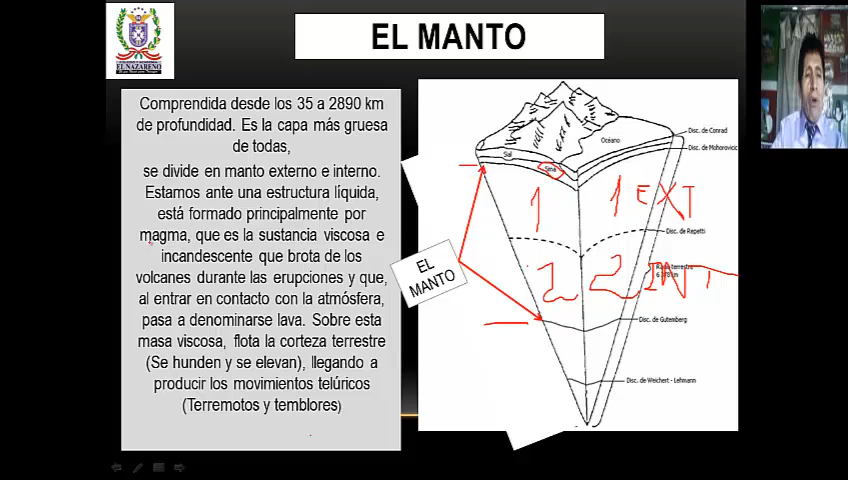 EL NAZARENO
EL MANTO
Comprendida desde los 35 a 2890 km
de profundidad. Es la capa más gruesa
de todas,
se divide en manto externo e interno.
Estamos ante una estructura líquida,
está formado principalmente por
magma, que es la sustancia viscosa e
incandescente que brota de los
volcanes durante las erupciones y que,
al entrar en contacto con la atmósfera,
pasa a denominarse lava. Sobre esta
masa viscosa, flota la corteza terrestre
(Se hunden y se elevan), llegando a
producir los movimientos telúricos
(Terremotos y temblores)
EL
MANTO
Océano
Sial
Sima
Disc. de Conrad
Disc. de Mohorovicic
1 1 EXT
Disc. de Repetti
2 2 INT
terrestre
Disc. de Gutemberg
Disc. de Weichert - Lehmann